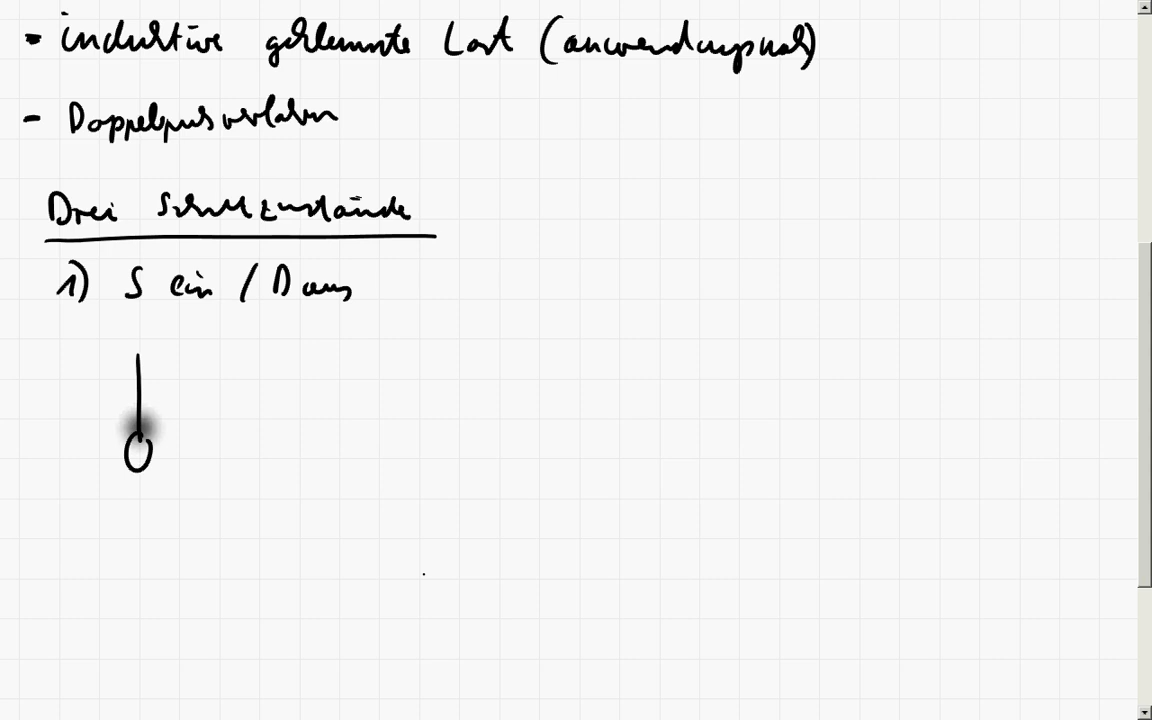 - induktive geklemmte Last (anwendungsnah)
- Doppelpulsverfahren
Drei Schaltzustände
1) S ein / D aus